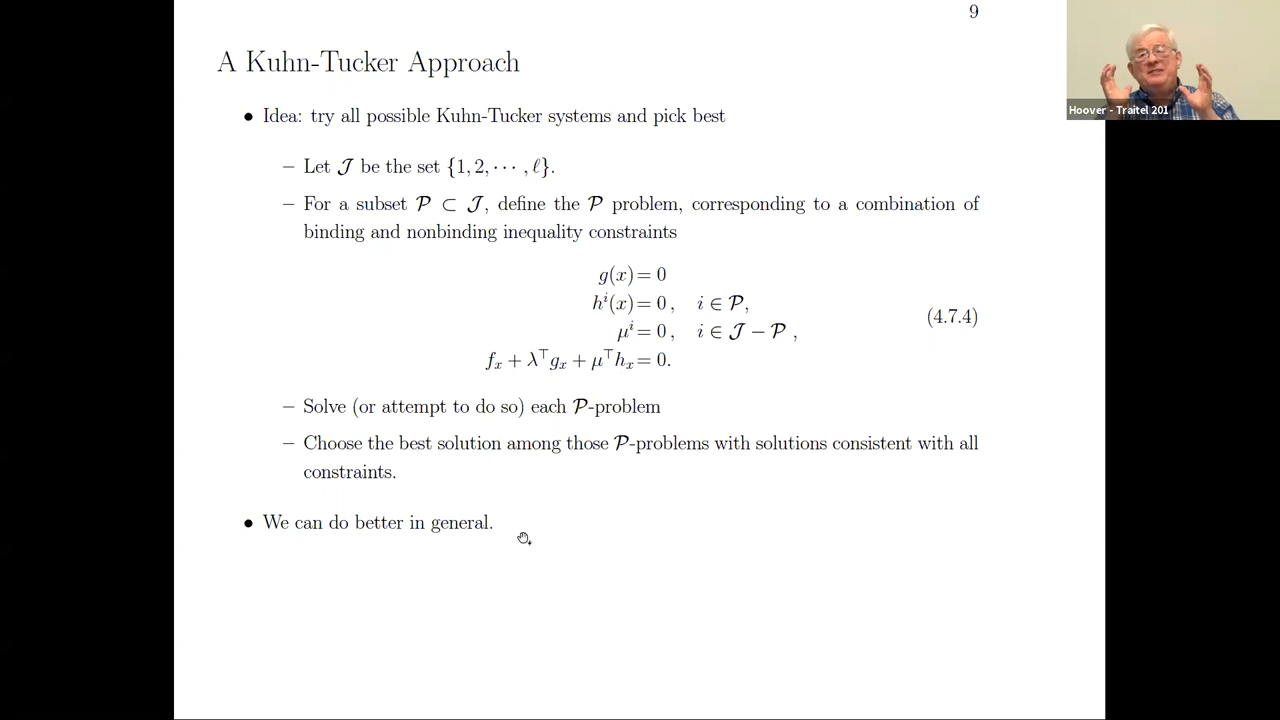 9
A Kuhn-Tucker Approach
• Idea: try all possible Kuhn-Tucker systems and pick best
– Let 𝒥 be the set {1, 2, ⋯ , ℓ}.
– For a subset 𝒫 ⊂ 𝒥, define the 𝒫 problem, corresponding to a combination of
binding and nonbinding inequality constraints
g(x) = 0
hⁱ(x) = 0 , i ∈ 𝒫,
μⁱ = 0 , i ∈ 𝒥 − 𝒫 ,
(4.7.4)
fₓ + λ^⊤gₓ + μ^⊤hₓ = 0.
– Solve (or attempt to do so) each 𝒫-problem
– Choose the best solution among those 𝒫-problems with solutions consistent with all
constraints.
• We can do better in general.
Hoover - Traitel 201